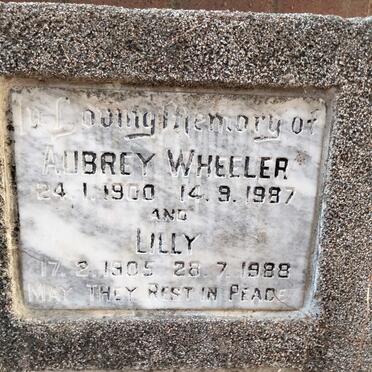 In Loving Memory of
AUBREY WHEELER
24.1.1900 14.9.1987
AND
LILLY
17.2.1905 28.7.1988
MAY THEY REST IN PEACE